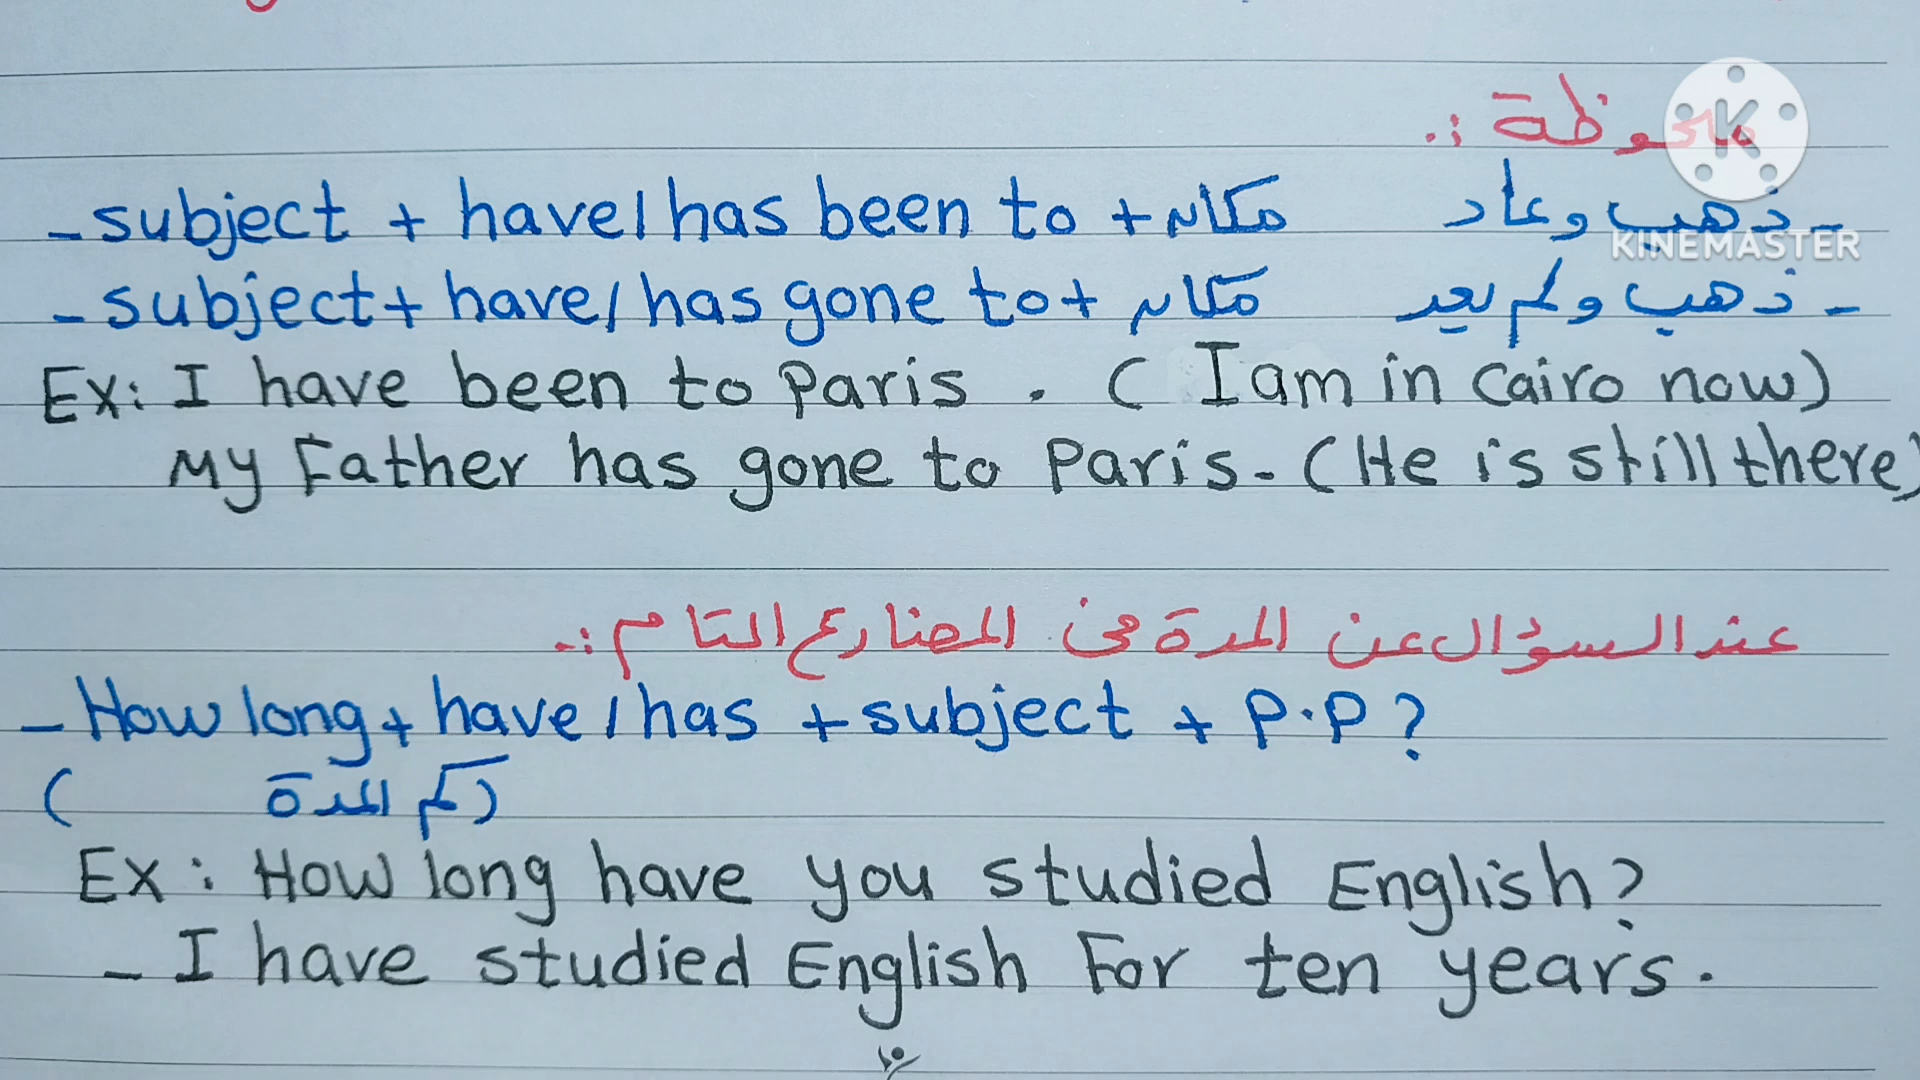 ملحوظة :.
- subject + have/has been to + مكان - ذهب وعاد
KINEMASTER
- subject + have/has gone to + مكان - ذهب ولم يعد
Ex: I have been to Paris . ( I am in Cairo now)
My Father has gone to Paris. (He is still there)
عند السؤال عن المدة فى المضارع التام :.
- How long + have/has + subject + P.P ?
(كم المدة )
Ex : How long have you studied English?
- I have studied English For ten years .